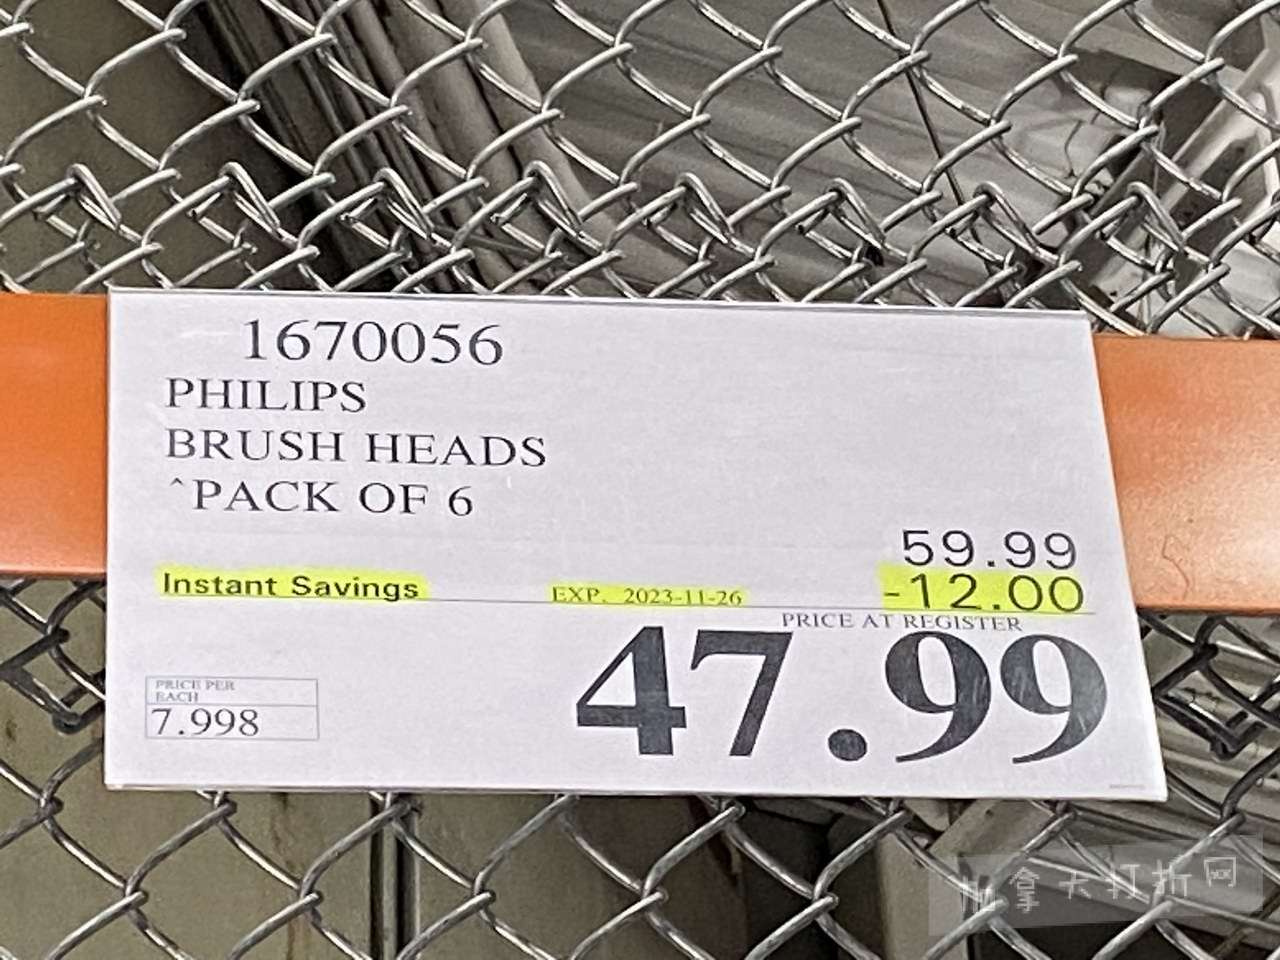 1670056
PHILIPS
BRUSH HEADS
^PACK OF 6
59.99
Instant Savings EXP. 2023-11-26 -12.00
PRICE AT REGISTER
47.99
PRICE PER
EACH
7.998
加拿大打折网